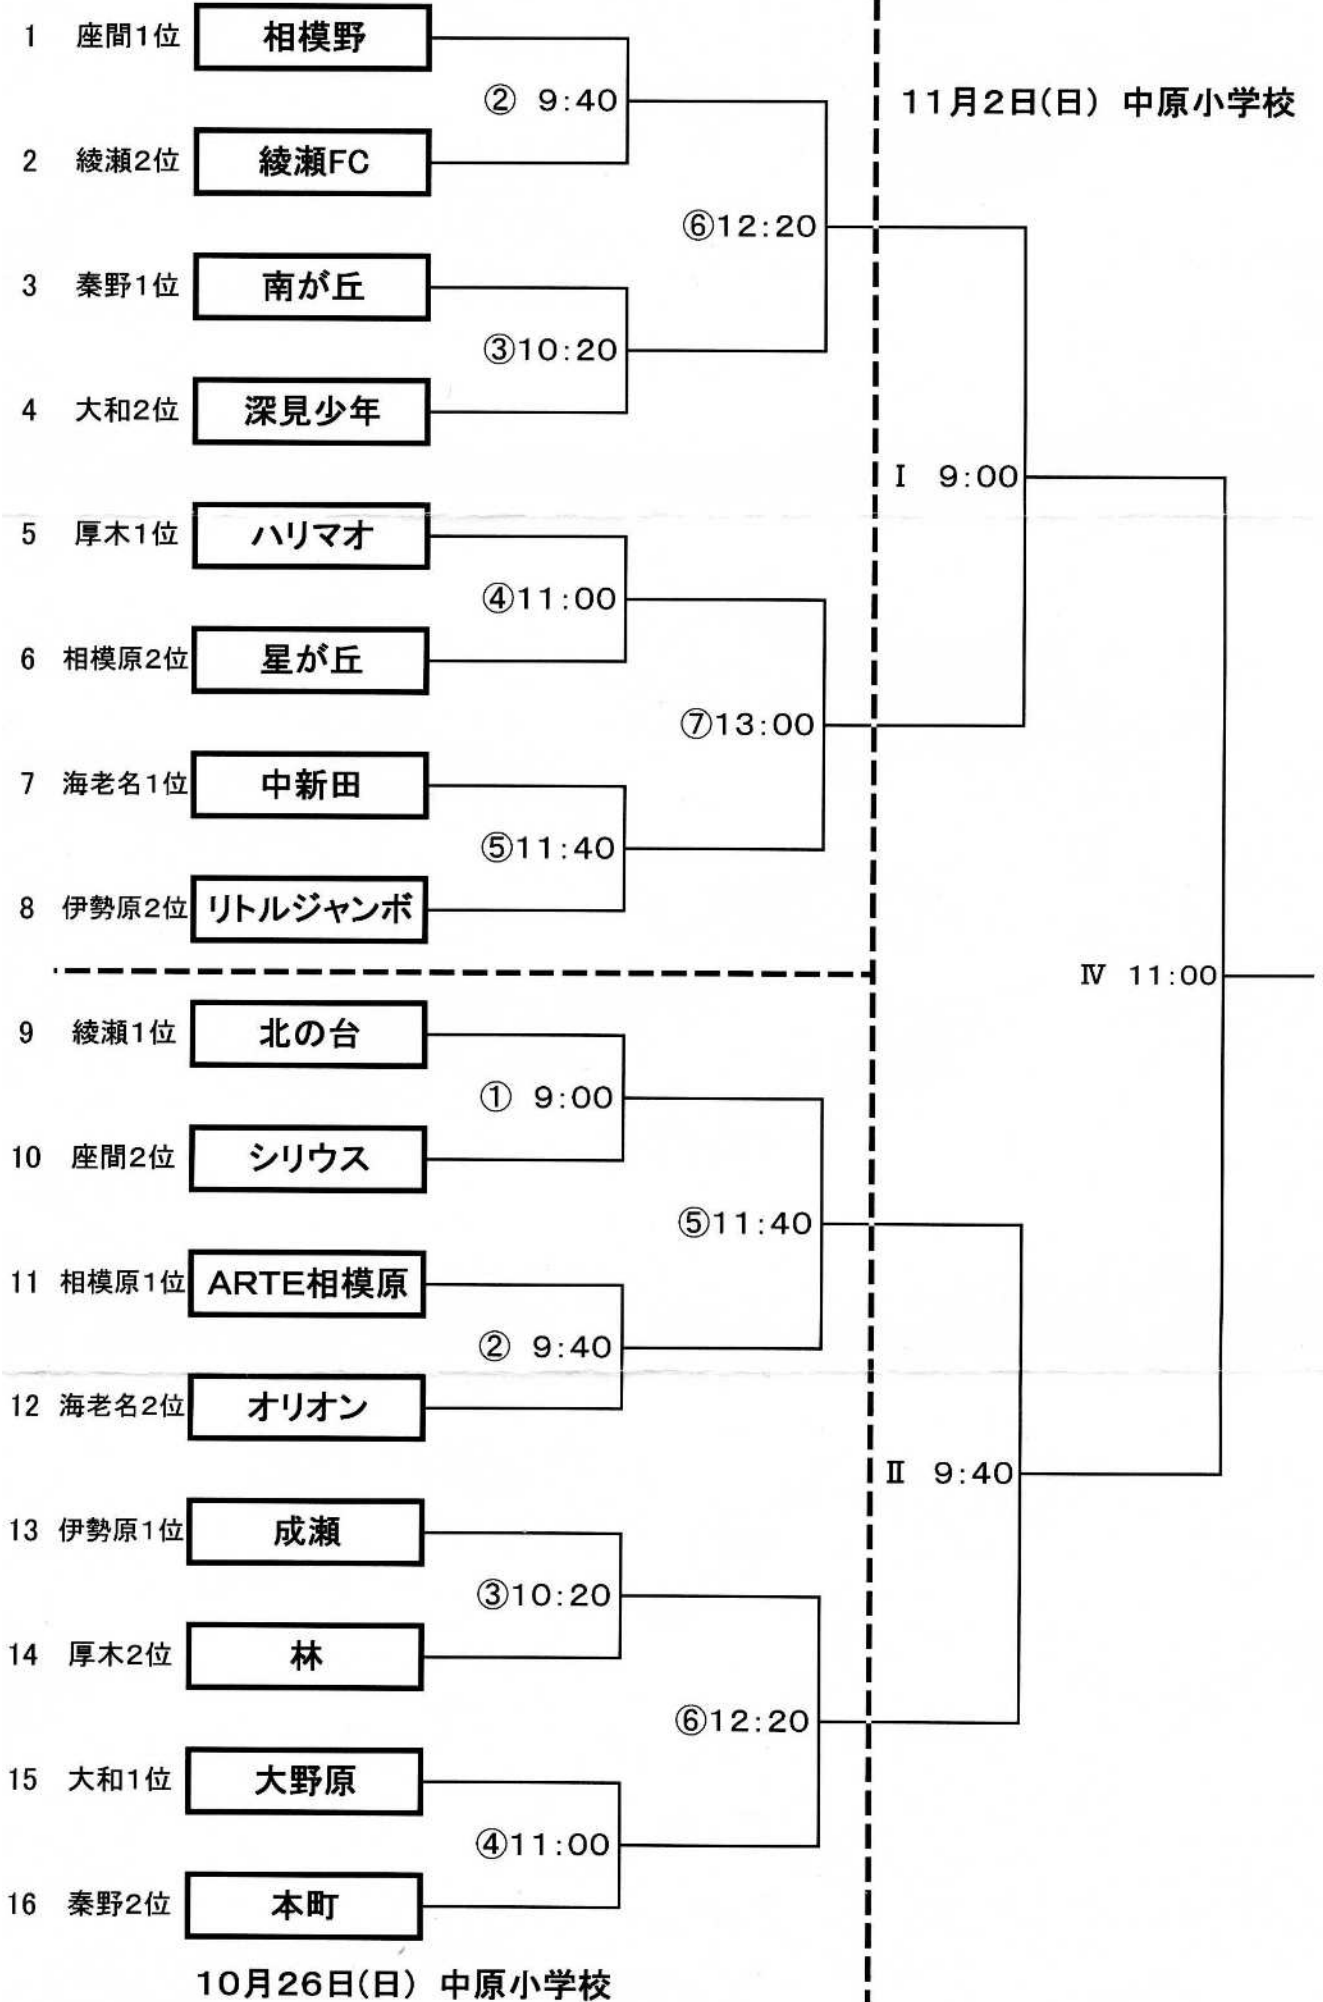 1 座間1位 相模野
② 9:40
11月2日(日) 中原小学校
2 綾瀬2位 綾瀬FC
⑥12:20
3 秦野1位 南が丘
③10:20
4 大和2位 深見少年
Ⅰ 9:00
5 厚木1位 ハリマオ
④11:00
6 相模原2位 星が丘
⑦13:00
7 海老名1位 中新田
⑤11:40
8 伊勢原2位 リトルジャンボ
Ⅳ 11:00
9 綾瀬1位 北の台
① 9:00
10 座間2位 シリウス
⑤11:40
11 相模原1位 ARTE相模原
② 9:40
12 海老名2位 オリオン
Ⅱ 9:40
13 伊勢原1位 成瀬
③10:20
14 厚木2位 林
⑥12:20
15 大和1位 大野原
④11:00
16 秦野2位 本町
10月26日(日) 中原小学校